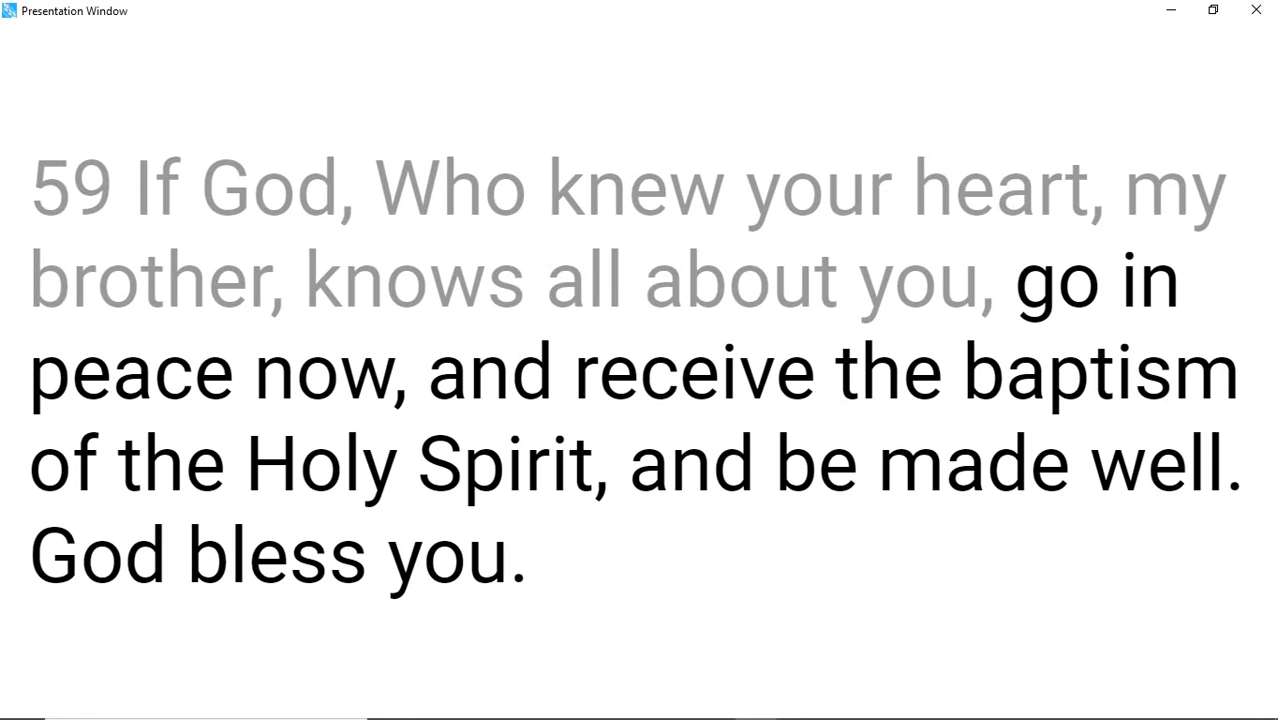 Presentation Window
59 If God, Who knew your heart, my
brother, knows all about you, go in
peace now, and receive the baptism
of the Holy Spirit, and be made well.
God bless you.